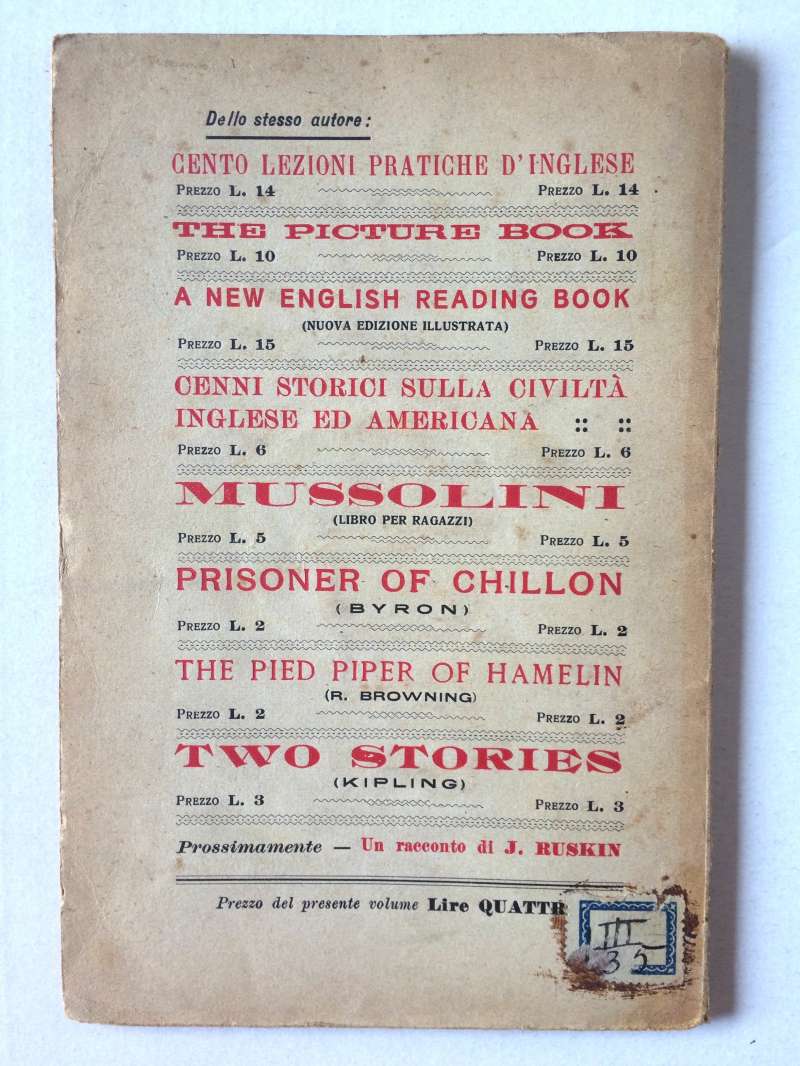 Dello stesso autore:
CENTO LEZIONI PRATICHE D'INGLESE
PREZZO L. 14 PREZZO L. 14
THE PICTURE BOOK
PREZZO L. 10 PREZZO L. 10
A NEW ENGLISH READING BOOK
(NUOVA EDIZIONE ILLUSTRATA)
PREZZO L. 15 PREZZO L. 15
CENNI STORICI SULLA CIVILTÀ
INGLESE ED AMERICANA :: ::
PREZZO L. 6 PREZZO L. 6
MUSSOLINI
(LIBRO PER RAGAZZI)
PREZZO L. 5 PREZZO L. 5
PRISONER OF CHILLON
(BYRON)
PREZZO L. 2 PREZZO L. 2
THE PIED PIPER OF HAMELIN
(R. BROWNING)
PREZZO L. 2 PREZZO L. 2
TWO STORIES
(KIPLING)
PREZZO L. 3 PREZZO L. 3
Prossimamente — Un racconto di J. RUSKIN
Prezzo del presente volume Lire QUATTR
III
35